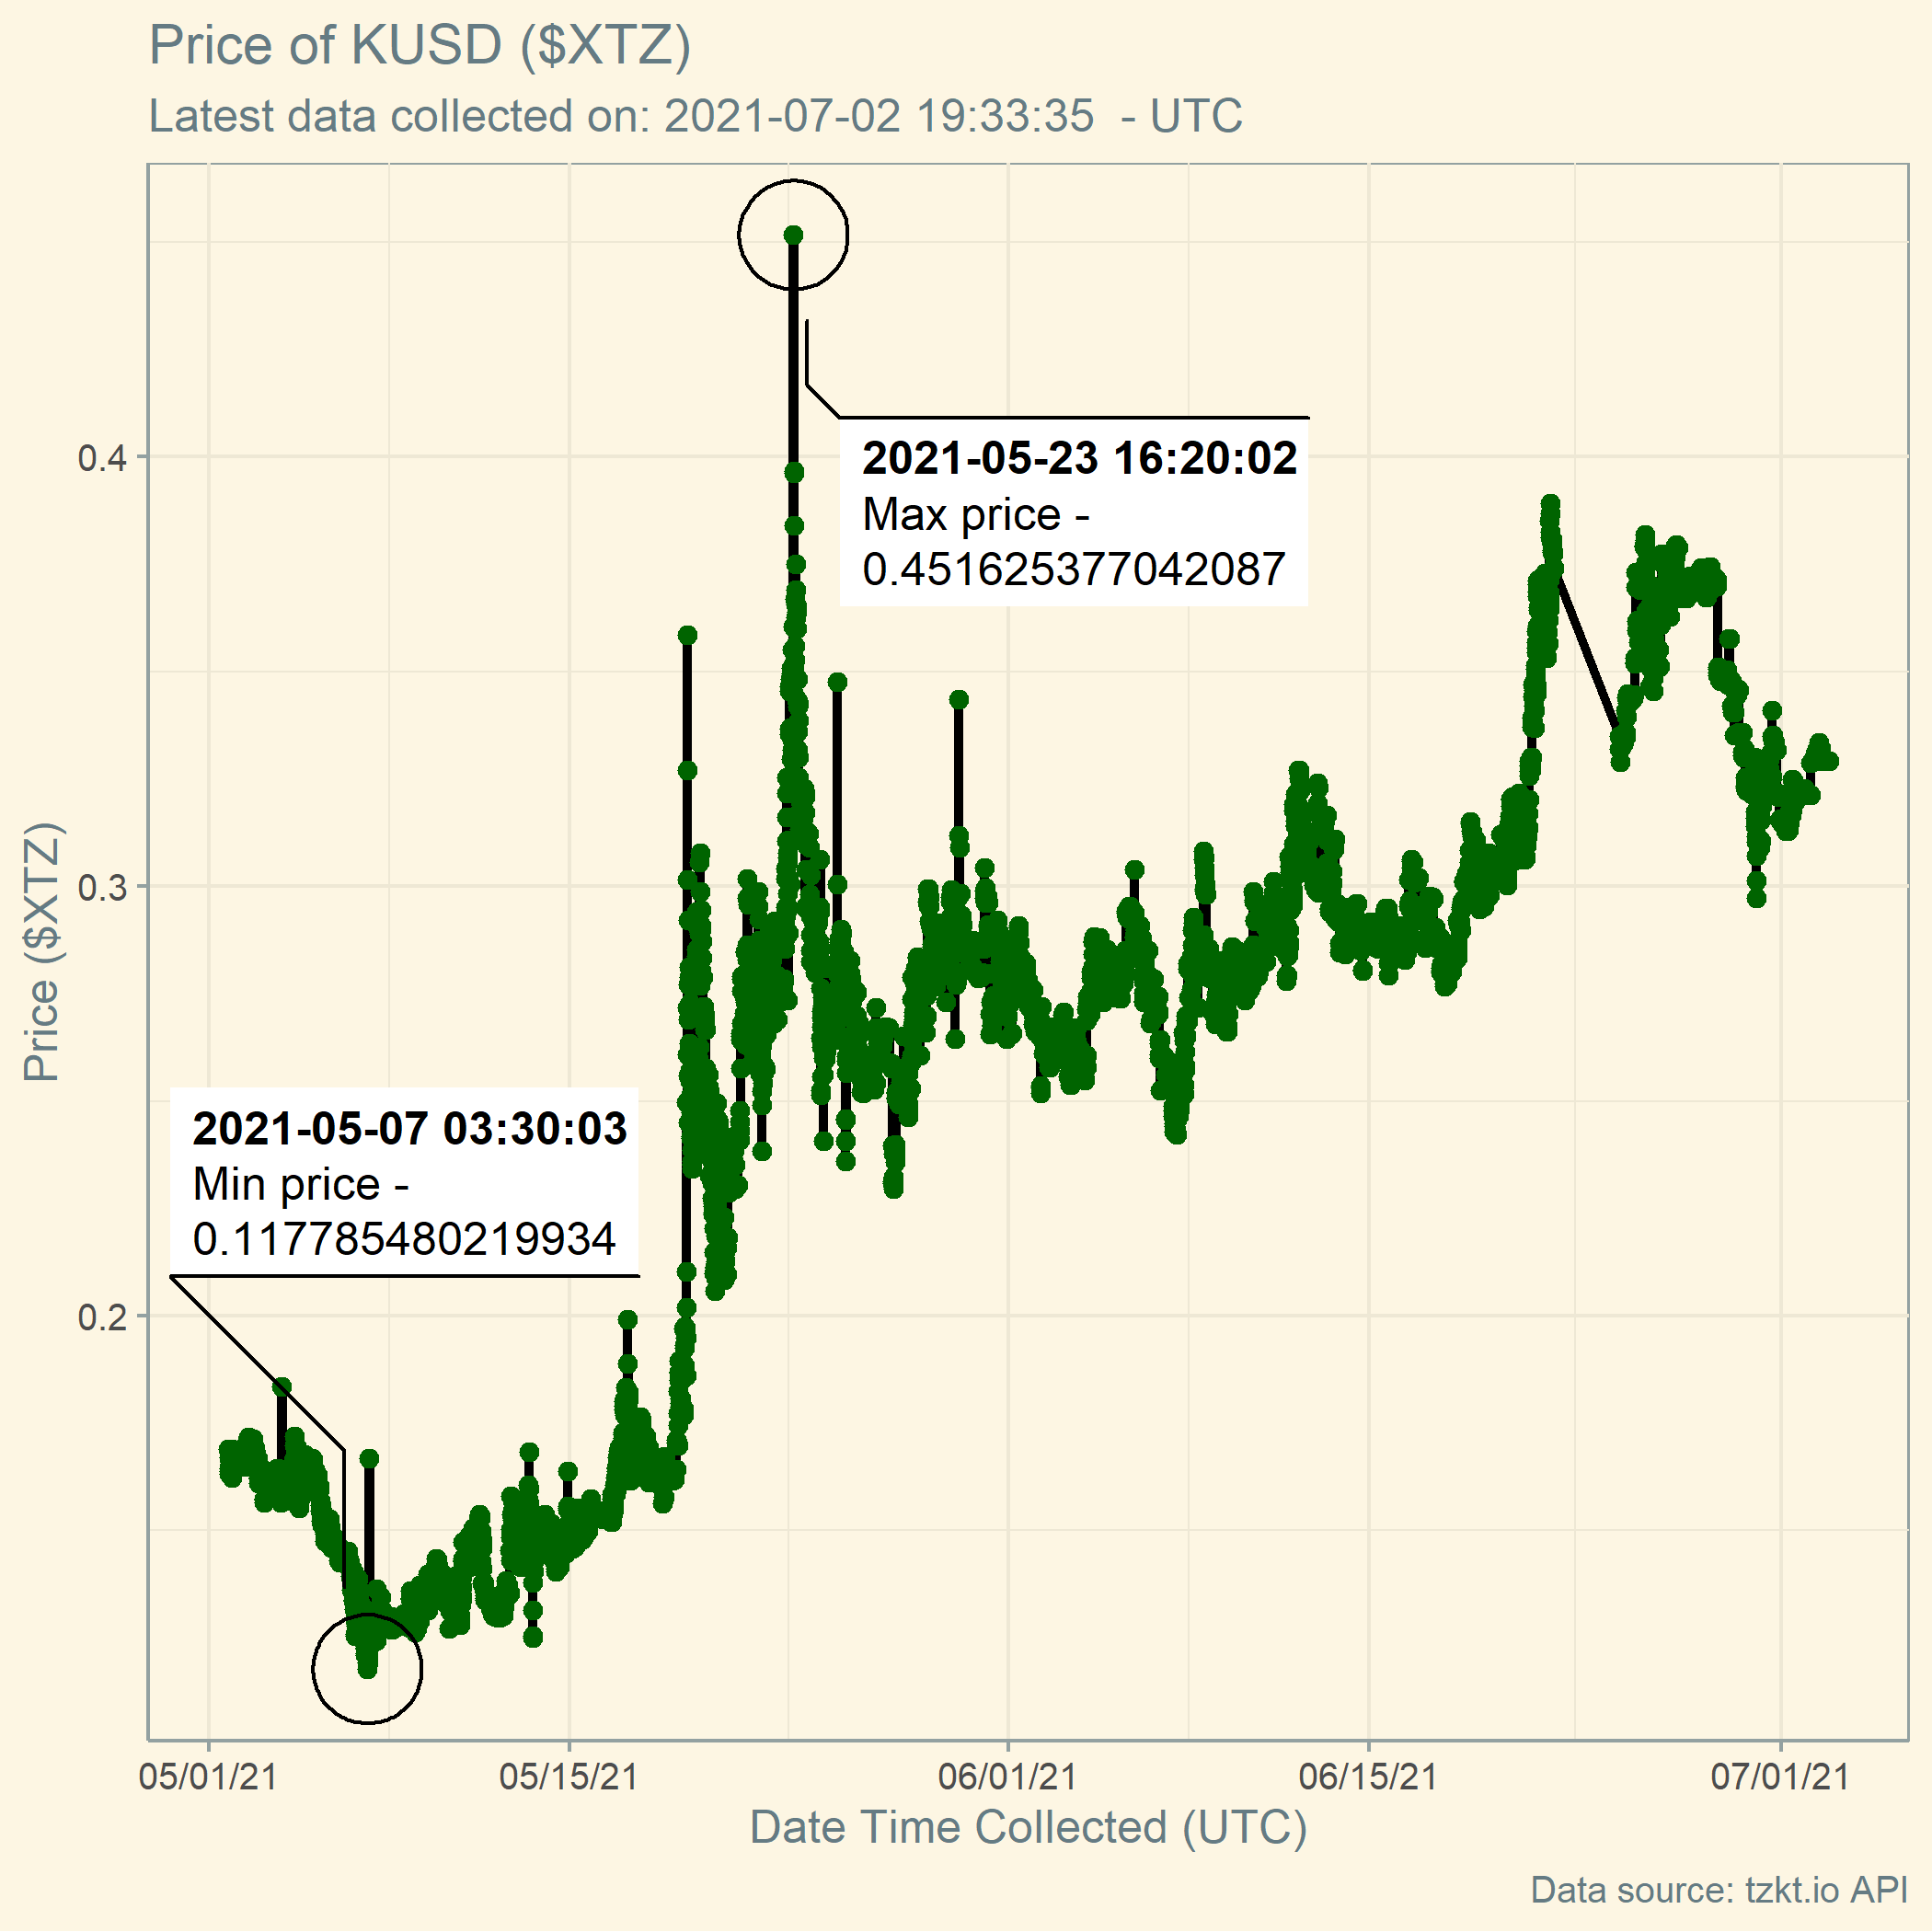 Price of KUSD ($XTZ)
Latest data collected on: 2021-07-02 19:33:35  - UTC
2021-05-23 16:20:02
Max price -
0.451625377042087
2021-05-07 03:30:03
Min price -
0.117785480219934
Price ($XTZ)
0.4
0.3
0.2
05/01/21
05/15/21
06/01/21
06/15/21
07/01/21
Date Time Collected (UTC)
Data source: tzkt.io API